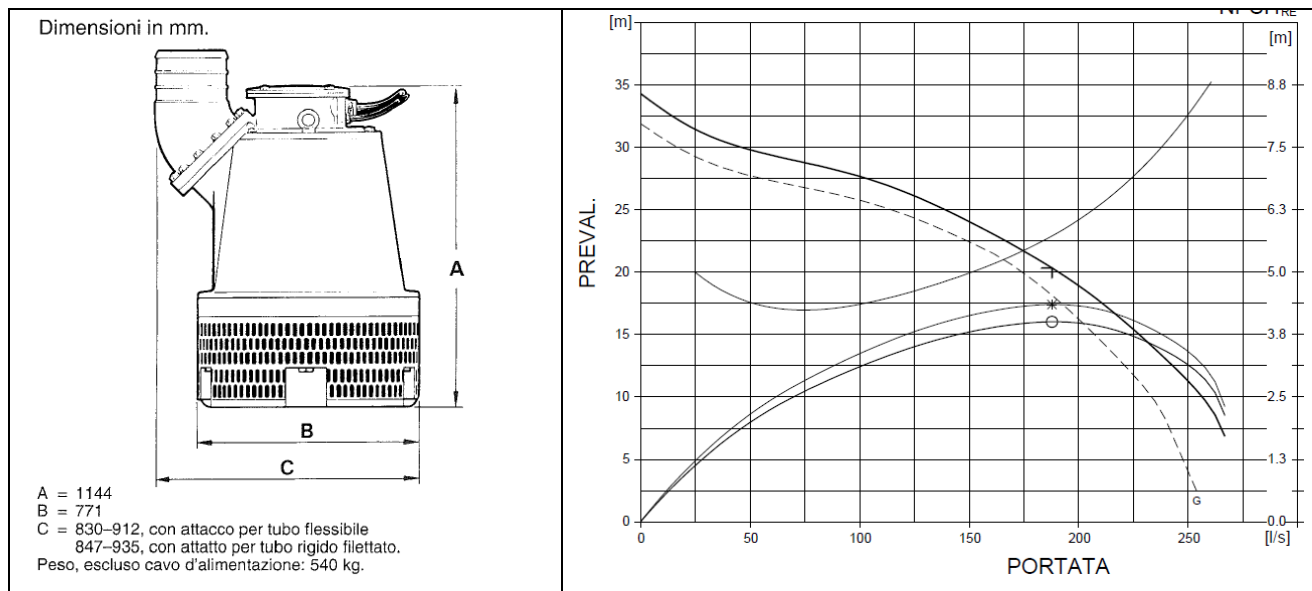 Dimensioni in mm.
A
B
C
A = 1144
B = 771
C = 830–912, con attacco per tubo flessibile
847–935, con attatto per tubo rigido filettato.
Peso, escluso cavo d'alimentazione: 540 kg.
[m]
RE
[m]
35
30
25
20
15
10
5
0
PREVAL.
8.8
7.5
6.3
5.0
3.8
2.5
1.3
0.0
G
0
50
100
150
200
250
[l/s]
PORTATA